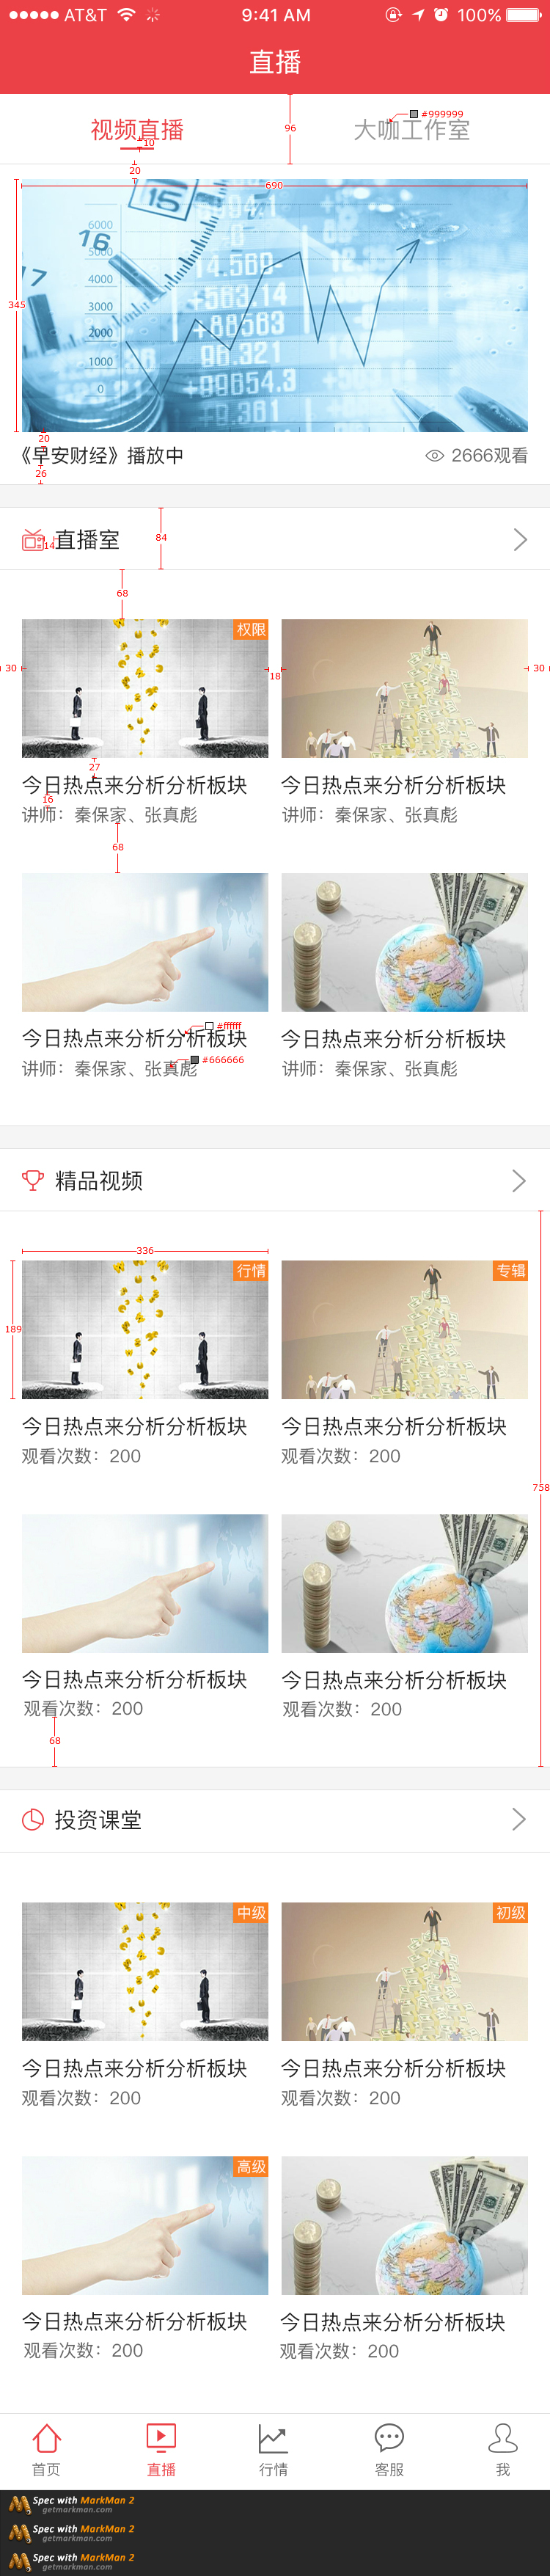 AT&T 9:41 AM 100%
直播
视频直播 大咖工作室
#999999
96
10
20
690
15
16
17
6000
5000
4000
3000
2000
1000
0
345
20
《早安财经》播放中 2666观看
26
直播室
14
84
68
权限
30 18 30
27
今日热点来分析分析板块 今日热点来分析分析板块
16
讲师：秦保家、张真彪 讲师：秦保家、张真彪
68
#ffffff
今日热点来分析分析板块 今日热点来分析分析板块
#666666
讲师：秦保家、张真彪 讲师：秦保家、张真彪
精品视频
336
行情 专辑
189
今日热点来分析分析板块 今日热点来分析分析板块
观看次数：200 观看次数：200
758
今日热点来分析分析板块 今日热点来分析分析板块
观看次数：200 观看次数：200
68
投资课堂
中级 初级
今日热点来分析分析板块 今日热点来分析分析板块
观看次数：200 观看次数：200
高级
今日热点来分析分析板块 今日热点来分析分析板块
观看次数：200 观看次数：200
首页 直播 行情 客服 我
Spec with MarkMan 2
getmarkman.com
Spec with MarkMan 2
getmarkman.com
Spec with MarkMan 2
getmarkman.com